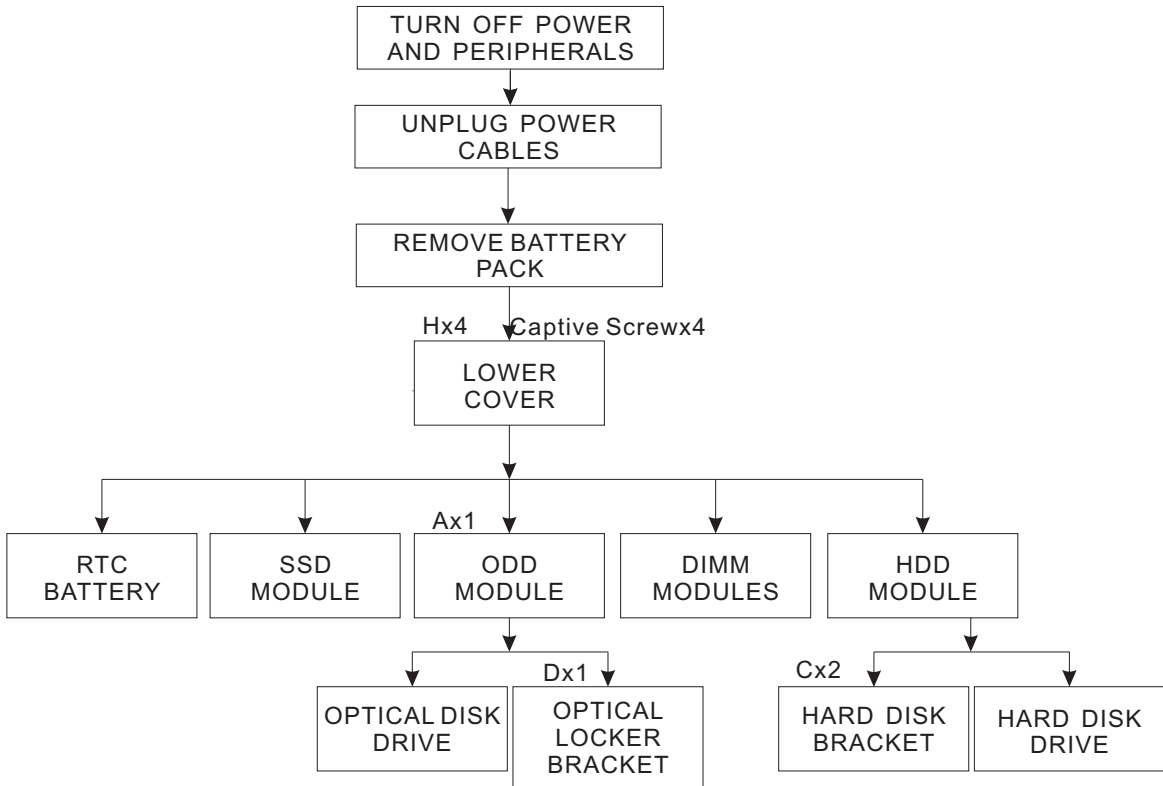 TURN OFF POWER
AND PERIPHERALS
UNPLUG POWER
CABLES
REMOVE BATTERY
PACK
Hx4 Captive Screwx4
LOWER
COVER
Ax1
RTC
BATTERY
SSD
MODULE
ODD
MODULE
DIMM
MODULES
HDD
MODULE
Dx1
Cx2
OPTICAL DISK
DRIVE
OPTICAL
LOCKER
BRACKET
HARD DISK
BRACKET
HARD DISK
DRIVE